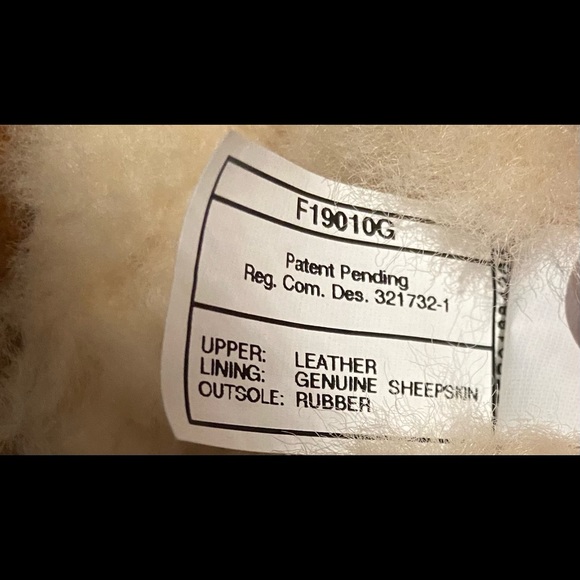 F19010G
Patent Pending
Reg. Com. Des. 321732-1
UPPER: LEATHER
LINING: GENUINE SHEEPSKIN
OUTSOLE: RUBBER